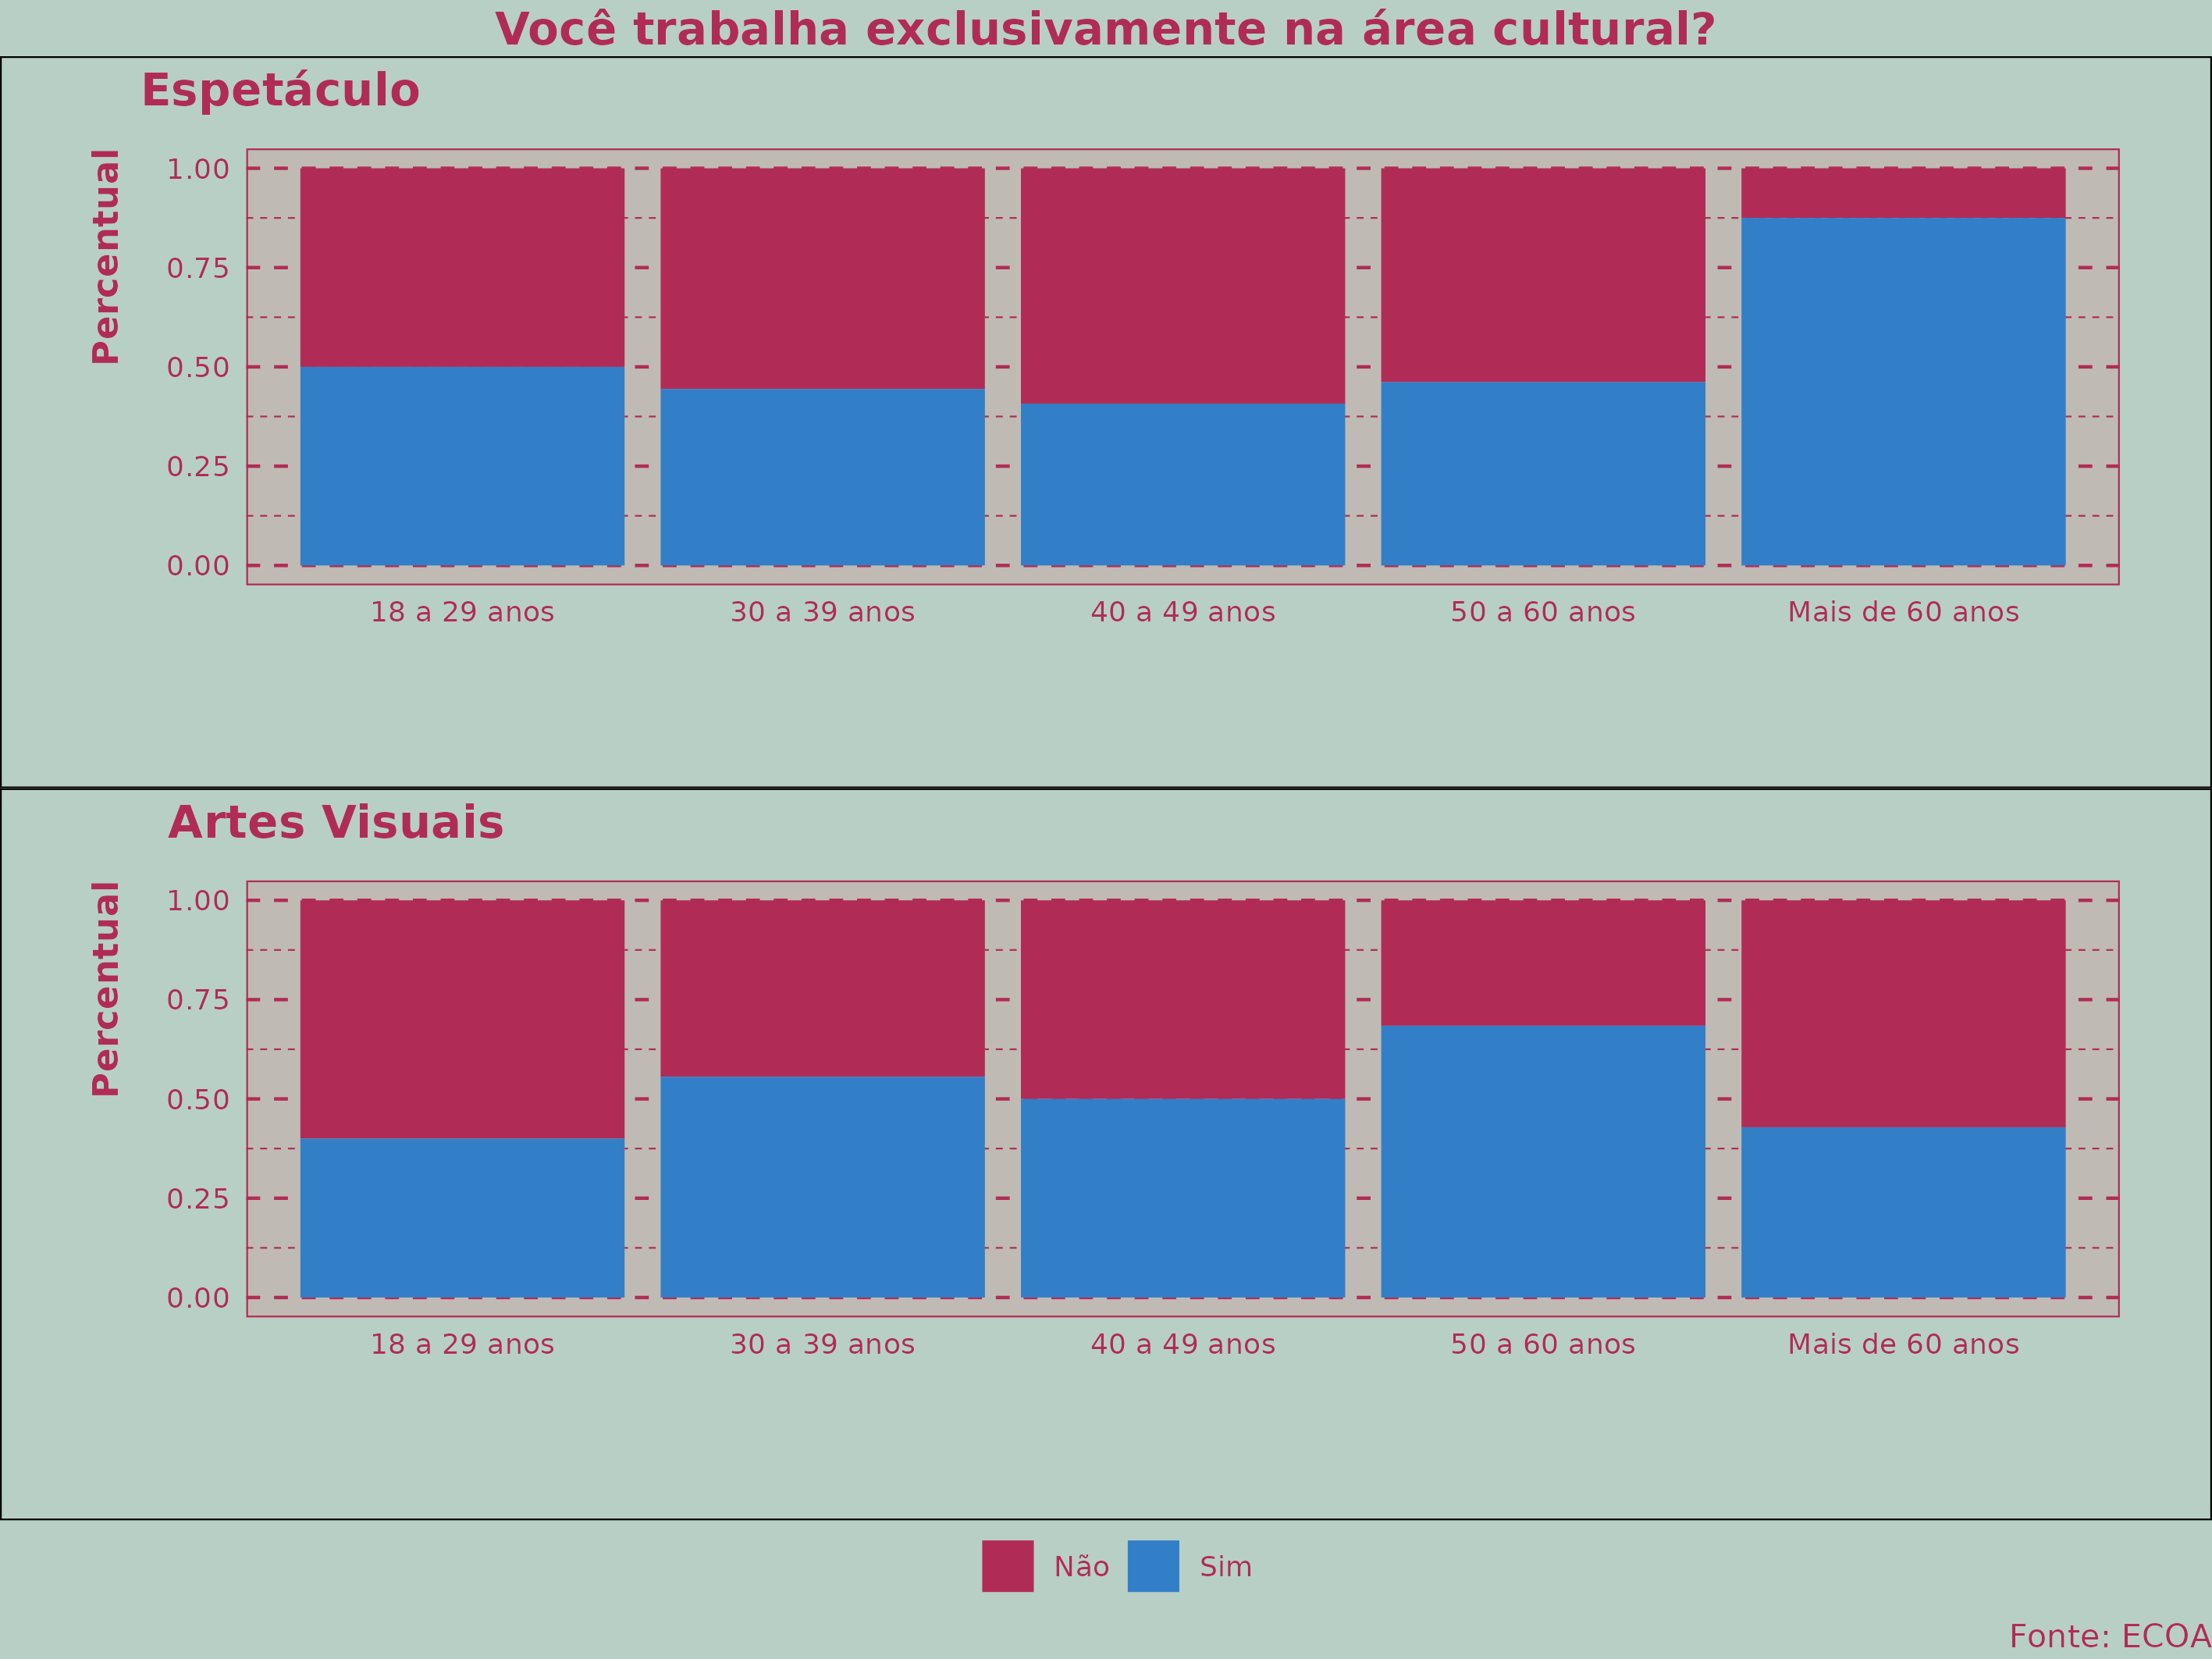 Você trabalha exclusivamente na área cultural?
Espetáculo
Percentual
1.00
0.75
0.50
0.25
0.00
18 a 29 anos 30 a 39 anos 40 a 49 anos 50 a 60 anos Mais de 60 anos
Artes Visuais
Percentual
1.00
0.75
0.50
0.25
0.00
18 a 29 anos 30 a 39 anos 40 a 49 anos 50 a 60 anos Mais de 60 anos
Não Sim
Fonte: ECOA